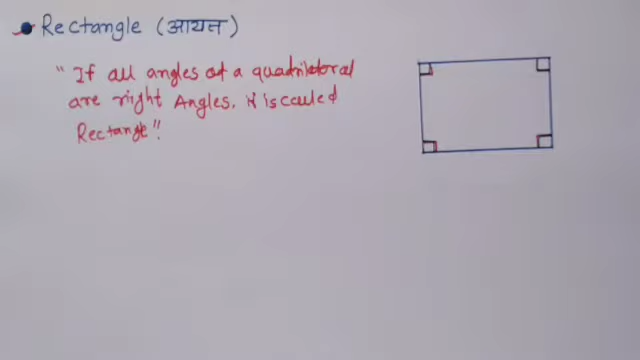 Rectangle (आयत)
" If all angles of a quadrilateral
are right Angles. it is called
Rectangle".